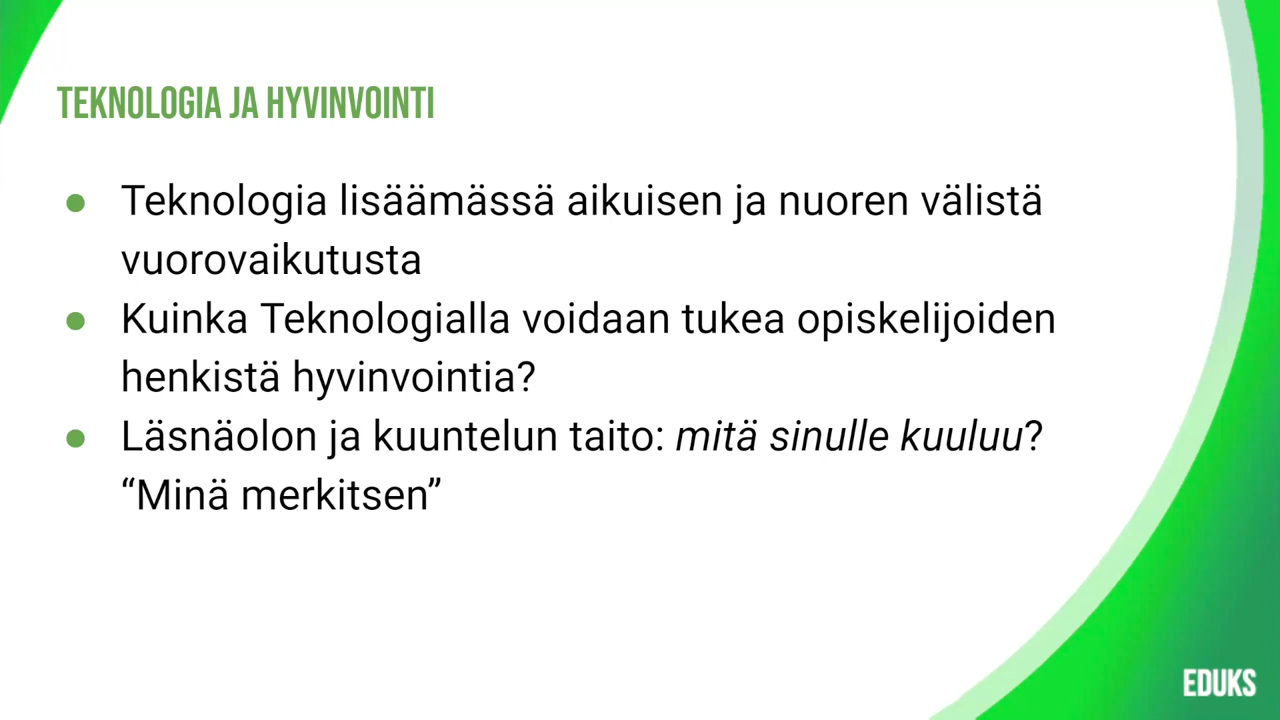 TEKNOLOGIA JA HYVINVOINTI
● Teknologia lisäämässä aikuisen ja nuoren välistä
vuorovaikutusta
● Kuinka Teknologialla voidaan tukea opiskelijoiden
henkistä hyvinvointia?
● Läsnäolon ja kuuntelun taito: mitä sinulle kuuluu?
“Minä merkitsen”
EDUKS